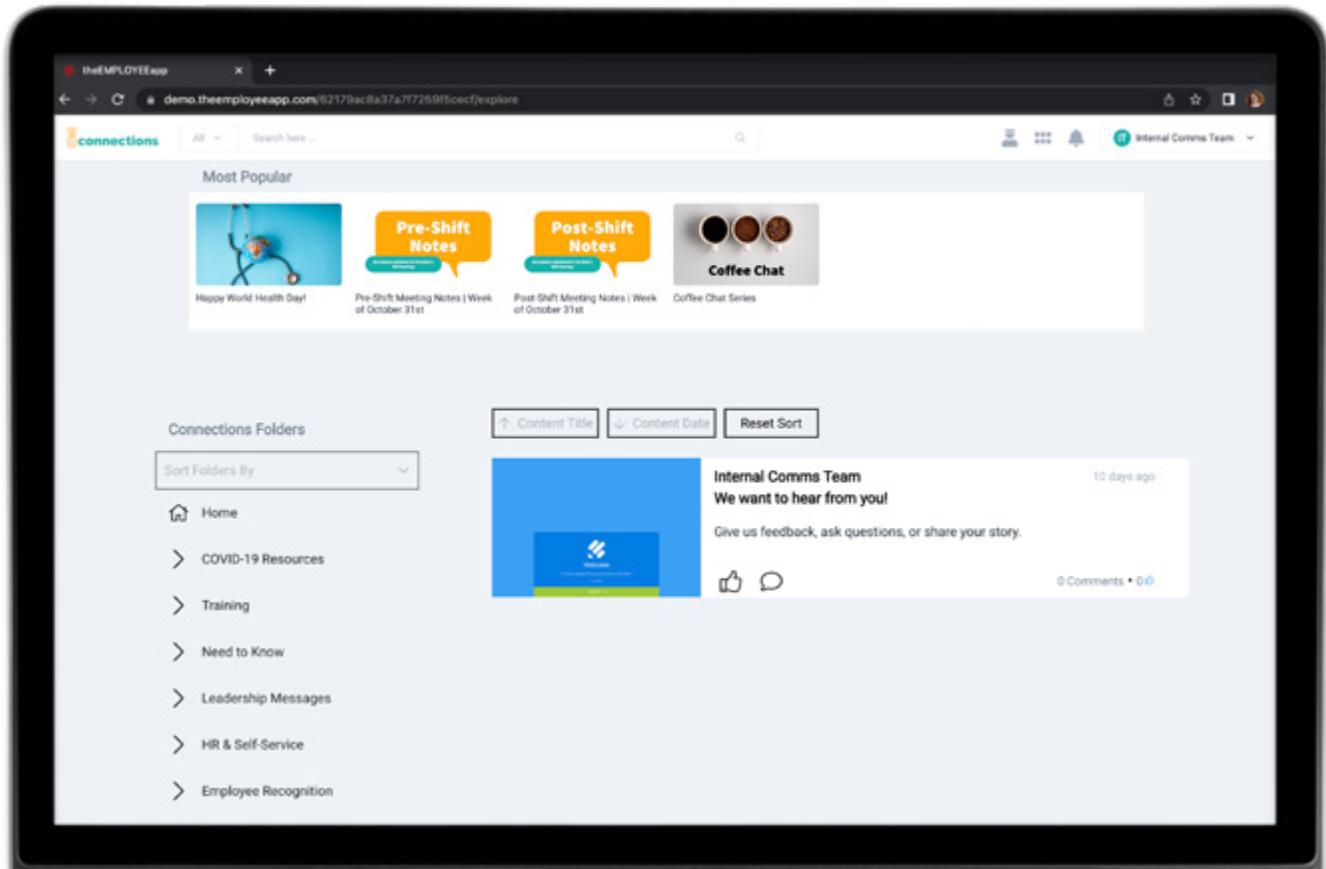 theEMPLOYEEapp
demo.theemployeeapp.com/62179ac8a37a7f7259f5cecf/explore
connections
All
Search here ...
IT
Internal Comms Team
Most Popular
Pre-Shift
Notes
Post-Shift
Notes
Coffee Chat
Happy World Health Day!
Pre-Shift Meeting Notes | Week
of October 31st
Post-Shift Meeting Notes | Week
of October 31st
Coffee Chat Series
Connections Folders
Sort Folders By
Home
COVID-19 Resources
Training
Need to Know
Leadership Messages
HR & Self-Service
Employee Recognition
Content Title
Content Date
Reset Sort
Internal Comms Team
10 days ago
We want to hear from you!
Give us feedback, ask questions, or share your story.
Welcome
0 Comments • 0